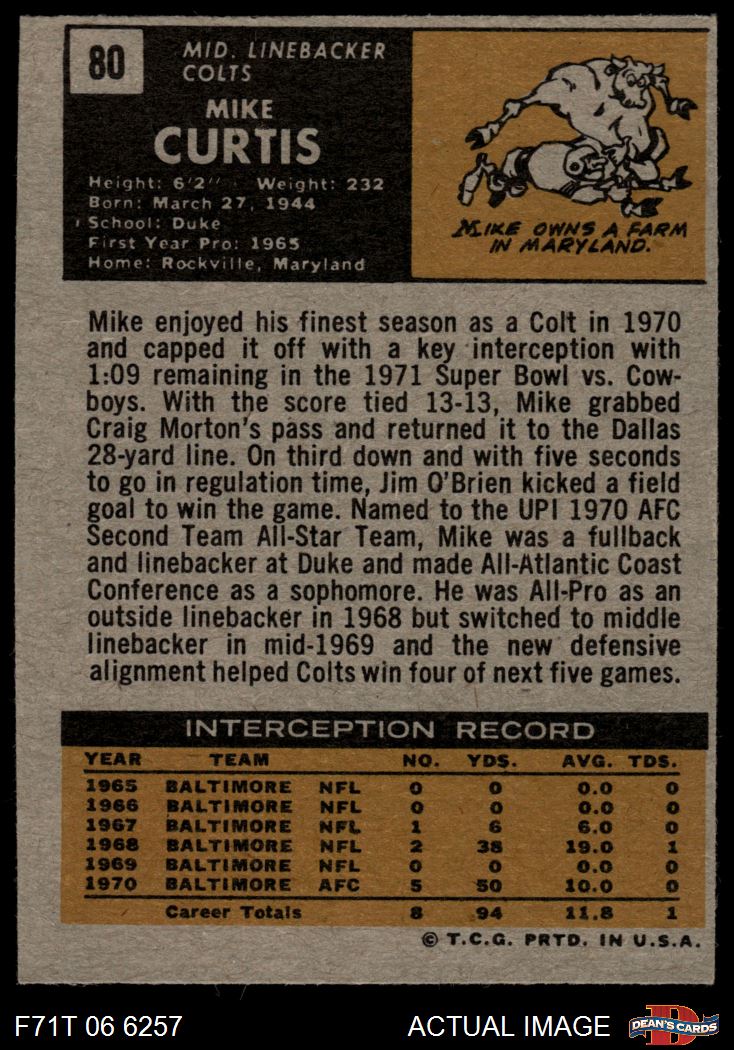 80
MID. LINEBACKER
COLTS
MIKE
CURTIS
Height: 6'2" Weight: 232
Born: March 27, 1944
School: Duke
First Year Pro: 1965
Home: Rockville, Maryland
MIKE OWNS A FARM
IN MARYLAND.
Mike enjoyed his finest season as a Colt in 1970
and capped it off with a key interception with
1:09 remaining in the 1971 Super Bowl vs. Cow-
boys. With the score tied 13-13, Mike grabbed
Craig Morton's pass and returned it to the Dallas
28-yard line. On third down and with five seconds
to go in regulation time, Jim O'Brien kicked a field
goal to win the game. Named to the UPI 1970 AFC
Second Team All-Star Team, Mike was a fullback
and linebacker at Duke and made All-Atlantic Coast
Conference as a sophomore. He was All-Pro as an
outside linebacker in 1968 but switched to middle
linebacker in mid-1969 and the new defensive
alignment helped Colts win four of next five games.
INTERCEPTION RECORD
YEAR TEAM NO. YDS. AVG. TDS.
1965 BALTIMORE NFL 0 0 0.0 0
1966 BALTIMORE NFL 0 0 0.0 0
1967 BALTIMORE NFL 1 6 6.0 0
1968 BALTIMORE NFL 2 38 19.0 1
1969 BALTIMORE NFL 0 0 0.0 0
1970 BALTIMORE AFC 5 50 10.0 0
Career Totals 8 94 11.8 1
© T.C.G. PRTD. IN U.S.A.
F71T 06 6257 ACTUAL IMAGE
DEAN'S CARDS